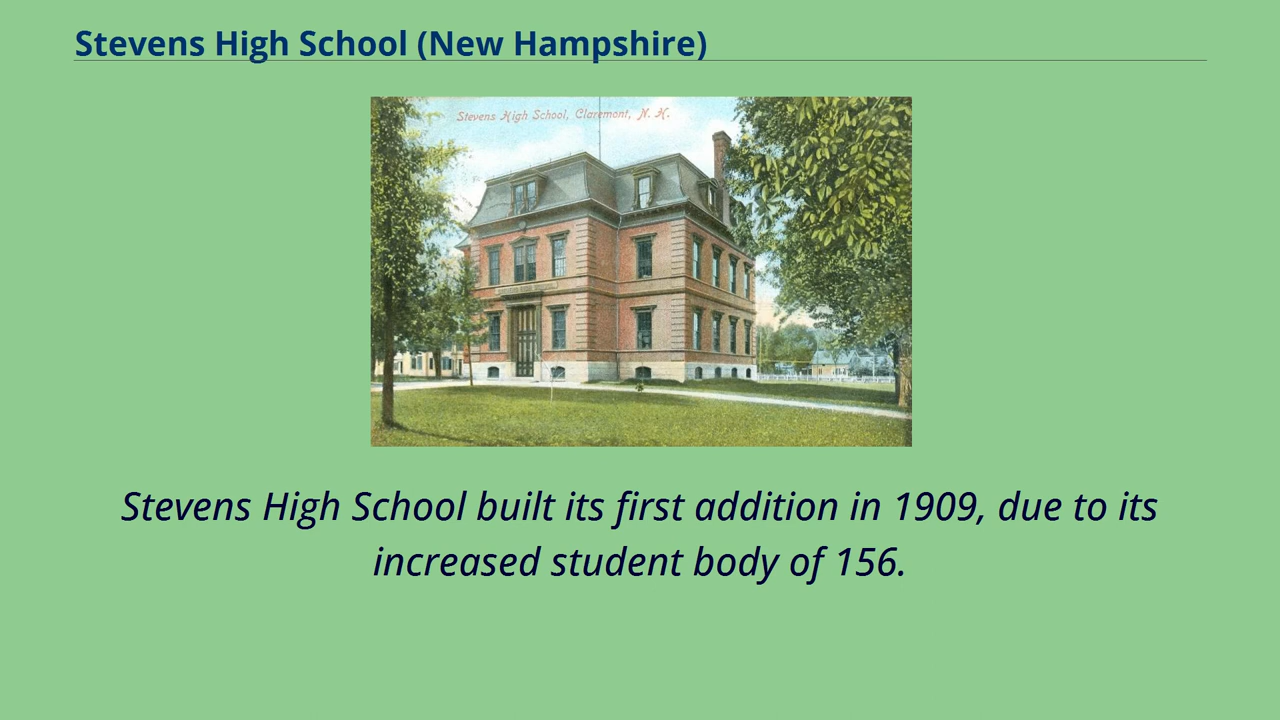 Stevens High School (New Hampshire)
Stevens High School, Claremont, N. H.
Stevens High School built its first addition in 1909, due to its
increased student body of 156.